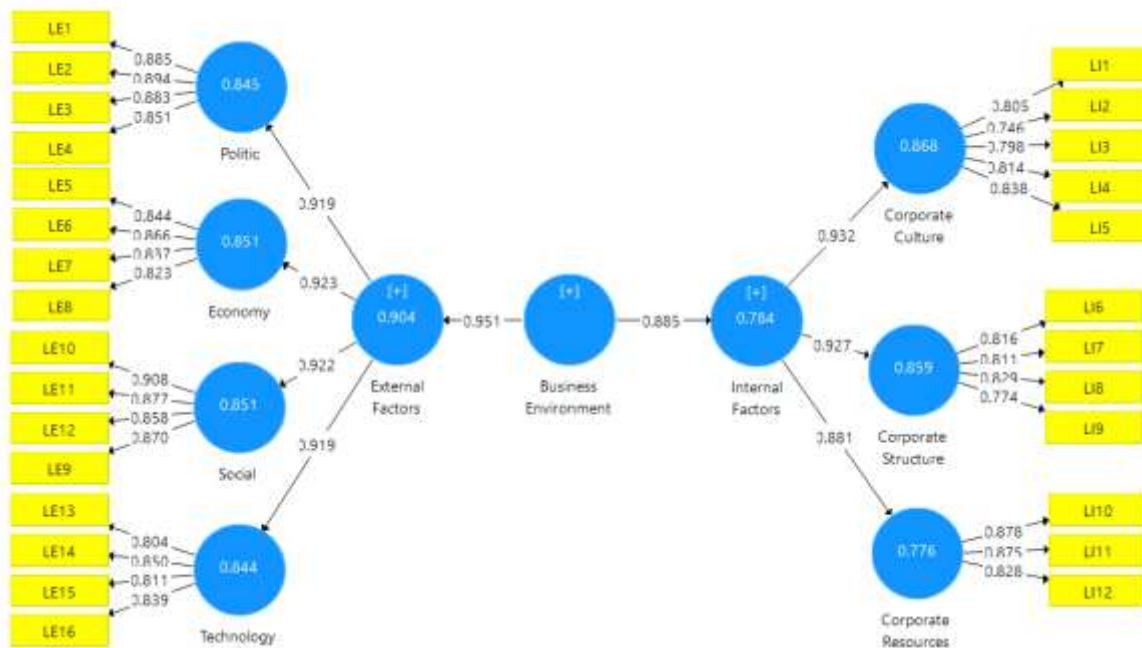 LE1
LE2
LE3
LE4
0.885
0.894
0.883
0.851
0.845
Politic
LE5
LE6
LE7
LE8
0.844
0.866
0.837
0.823
0.851
Economy
LE10
LE11
LE12
LE9
0.908
0.877
0.858
0.870
0.851
Social
LE13
LE14
LE15
LE16
0.804
0.850
0.811
0.839
0.844
Technology
0.919
0.923
0.922
0.919
[+]
0.904
External
Factors
0.951
[+]
Business
Environment
0.885
[+]
0.784
Internal
Factors
0.932
0.927
0.881
0.868
Corporate
Culture
0.805
0.746
0.798
0.814
0.838
LI1
LI2
LI3
LI4
LI5
0.859
Corporate
Structure
0.816
0.811
0.829
0.774
LI6
LI7
LI8
LI9
0.776
Corporate
Resources
0.878
0.875
0.828
LI10
LI11
LI12